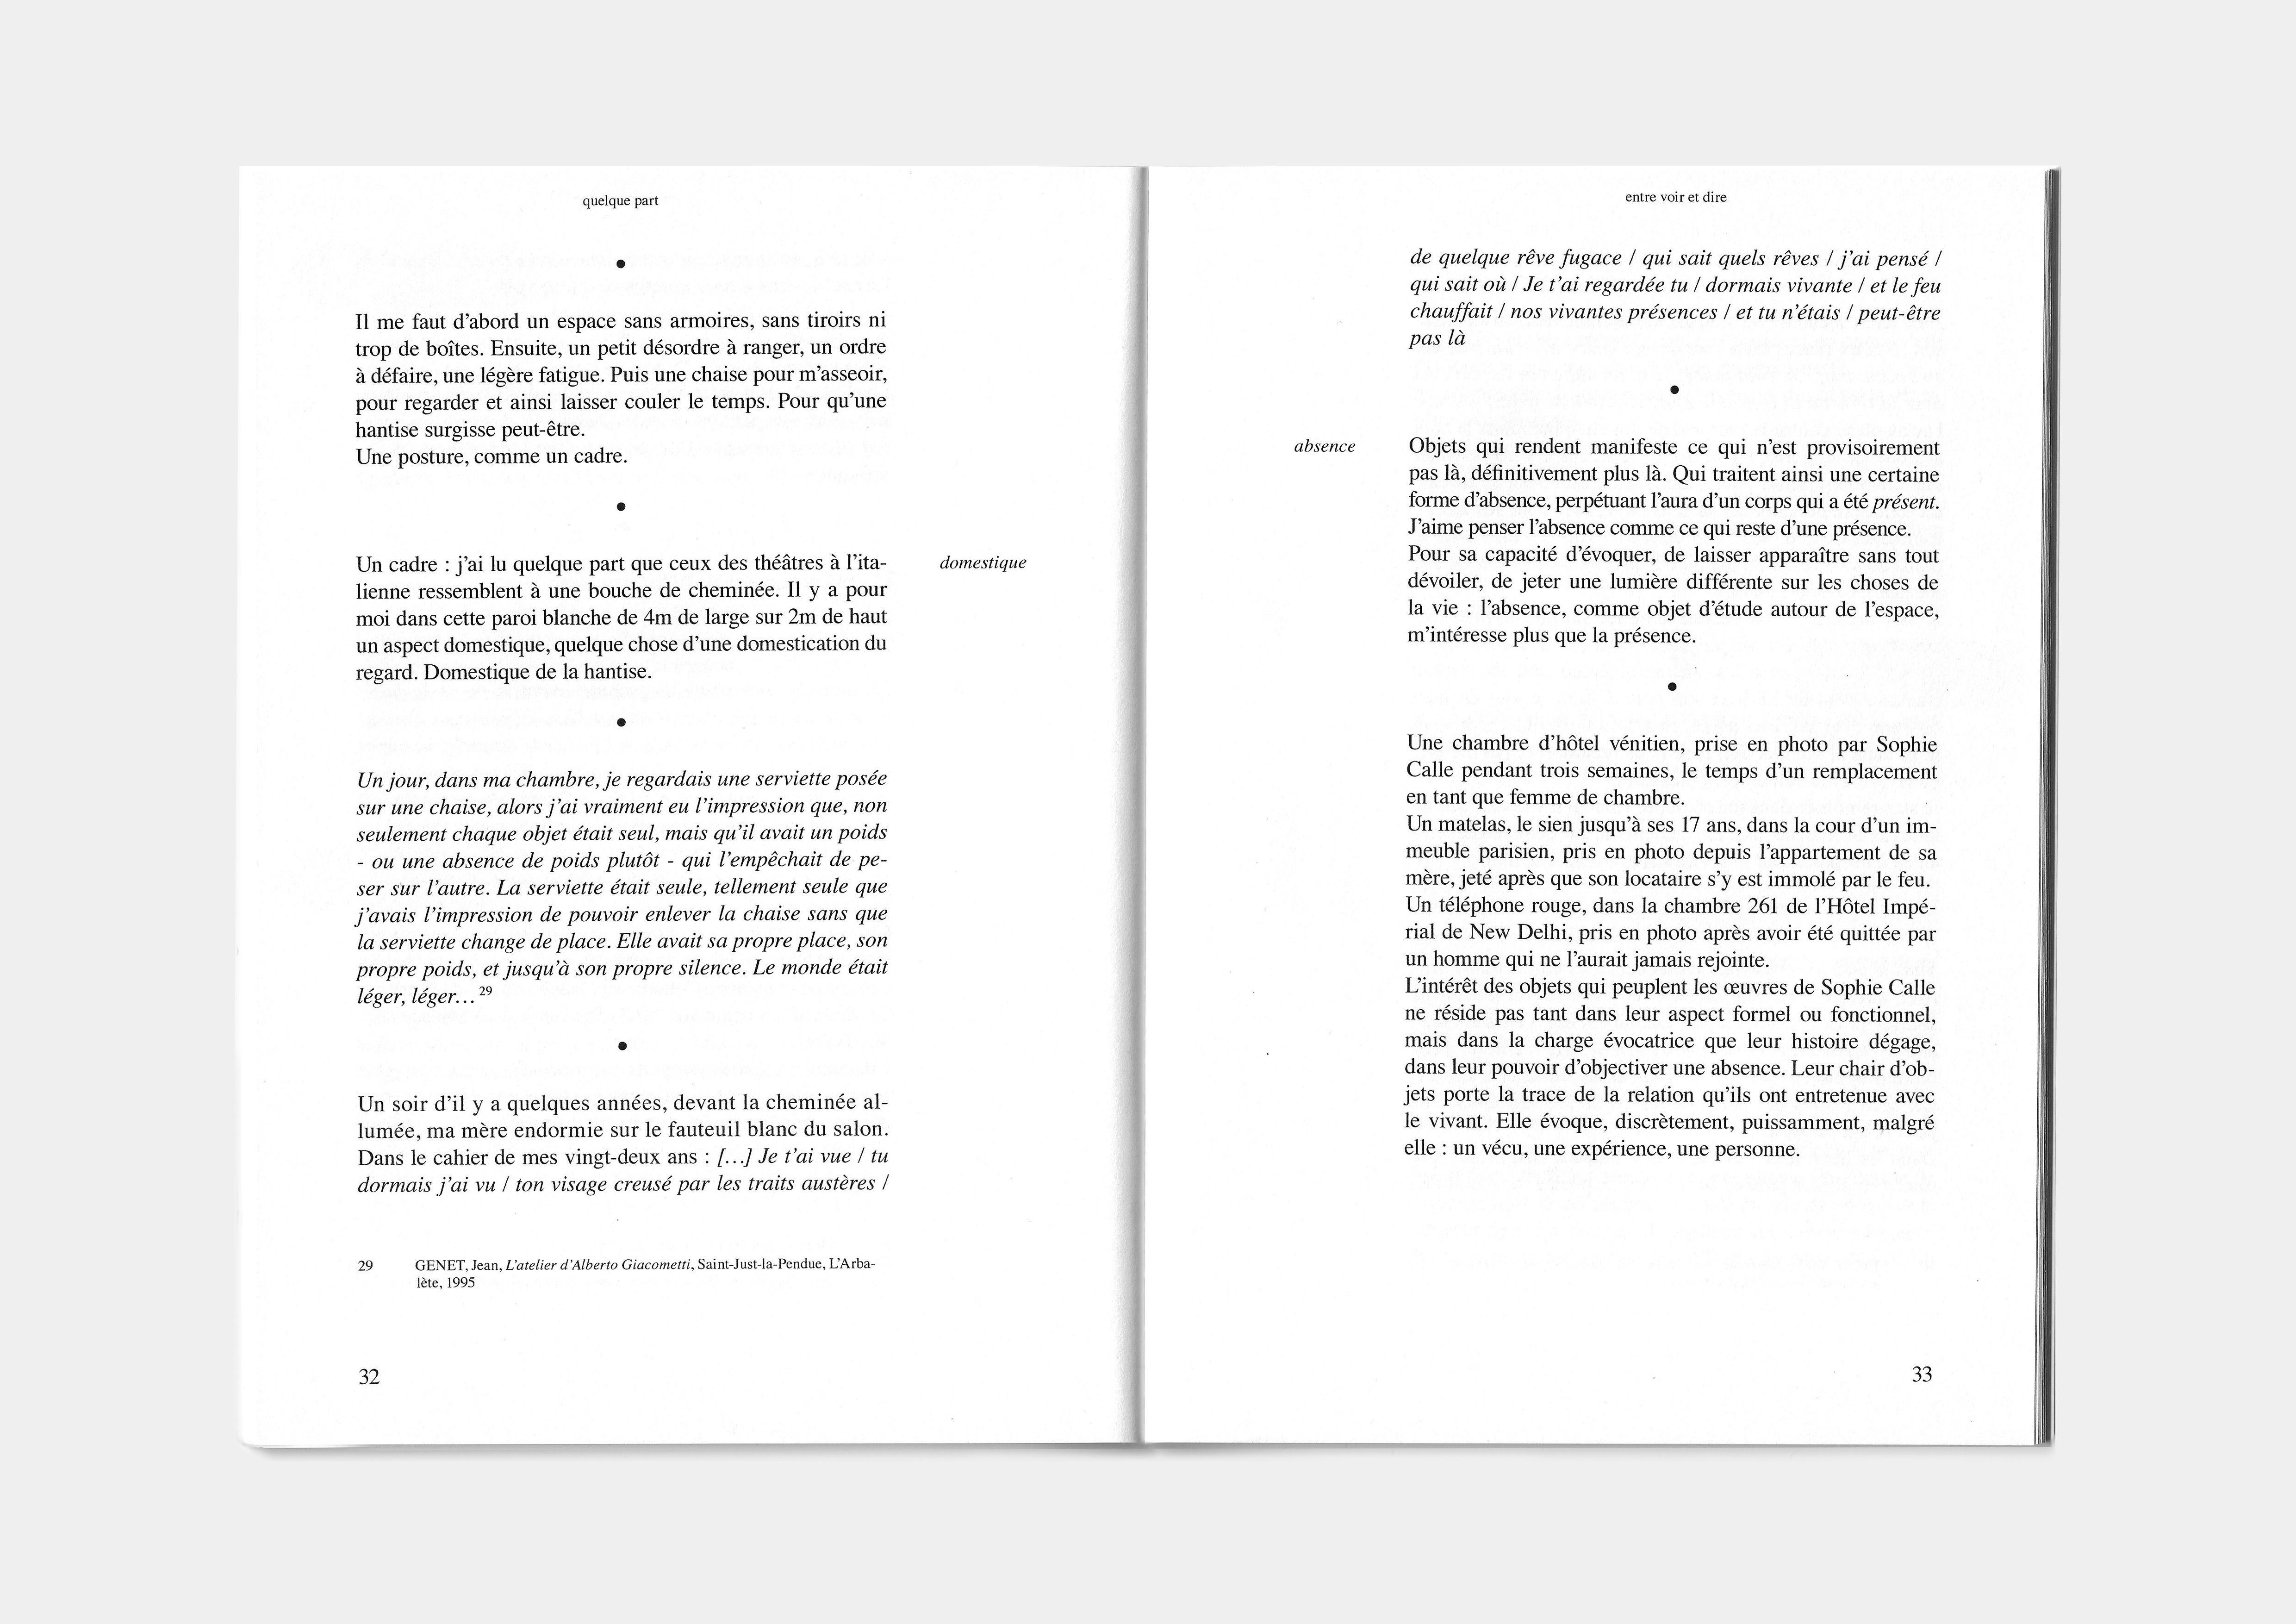 quelque part
•
Il me faut d’abord un espace sans armoires, sans tiroirs ni
trop de boîtes. Ensuite, un petit désordre à ranger, un ordre
à défaire, une légère fatigue. Puis une chaise pour m’asseoir,
pour regarder et ainsi laisser couler le temps. Pour qu’une
hantise surgisse peut-être.
Une posture, comme un cadre.
•
Un cadre : j’ai lu quelque part que ceux des théâtres à l’ita-
lienne ressemblent à une bouche de cheminée. Il y a pour
moi dans cette paroi blanche de 4m de large sur 2m de haut
un aspect domestique, quelque chose d’une domestication du
regard. Domestique de la hantise.
domestique
•
Un jour, dans ma chambre, je regardais une serviette posée
sur une chaise, alors j’ai vraiment eu l’impression que, non
seulement chaque objet était seul, mais qu’il avait un poids
- ou une absence de poids plutôt - qui l’empêchait de pe-
ser sur l’autre. La serviette était seule, tellement seule que
j’avais l’impression de pouvoir enlever la chaise sans que
la serviette change de place. Elle avait sa propre place, son
propre poids, et jusqu’à son propre silence. Le monde était
léger, léger… 29
•
Un soir d’il y a quelques années, devant la cheminée al-
lumée, ma mère endormie sur le fauteuil blanc du salon.
Dans le cahier de mes vingt-deux ans : […] Je t’ai vue / tu
dormais j’ai vu / ton visage creusé par les traits austères /
29 GENET, Jean, L’atelier d’Alberto Giacometti, Saint-Just-la-Pendue, L’Arba-
lète, 1995
32
entre voir et dire
de quelque rêve fugace / qui sait quels rêves / j’ai pensé /
qui sait où / Je t’ai regardée tu / dormais vivante / et le feu
chauffait / nos vivantes présences / et tu n’étais / peut-être
pas là
•
absence
Objets qui rendent manifeste ce qui n’est provisoirement
pas là, définitivement plus là. Qui traitent ainsi une certaine
forme d’absence, perpétuant l’aura d’un corps qui a été présent.
J’aime penser l’absence comme ce qui reste d’une présence.
Pour sa capacité d’évoquer, de laisser apparaître sans tout
dévoiler, de jeter une lumière différente sur les choses de
la vie : l’absence, comme objet d’étude autour de l’espace,
m’intéresse plus que la présence.
•
Une chambre d’hôtel vénitien, prise en photo par Sophie
Calle pendant trois semaines, le temps d’un remplacement
en tant que femme de chambre.
Un matelas, le sien jusqu’à ses 17 ans, dans la cour d’un im-
meuble parisien, pris en photo depuis l’appartement de sa
mère, jeté après que son locataire s’y est immolé par le feu.
Un téléphone rouge, dans la chambre 261 de l’Hôtel Impé-
rial de New Delhi, pris en photo après avoir été quittée par
un homme qui ne l’aurait jamais rejointe.
L’intérêt des objets qui peuplent les œuvres de Sophie Calle
ne réside pas tant dans leur aspect formel ou fonctionnel,
mais dans la charge évocatrice que leur histoire dégage,
dans leur pouvoir d’objectiver une absence. Leur chair d’ob-
jets porte la trace de la relation qu’ils ont entretenue avec
le vivant. Elle évoque, discrètement, puissamment, malgré
elle : un vécu, une expérience, une personne.
33